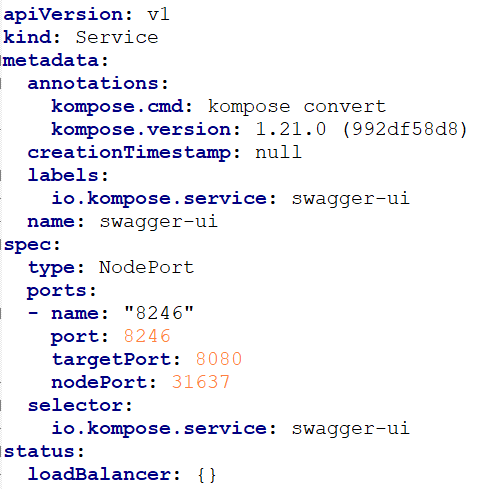 apiVersion: v1
kind: Service
metadata:
  annotations:
    kompose.cmd: kompose convert
    kompose.version: 1.21.0 (992df58d8)
  creationTimestamp: null
  labels:
    io.kompose.service: swagger-ui
  name: swagger-ui
spec:
  type: NodePort
  ports:
  - name: "8246"
    port: 8246
    targetPort: 8080
    nodePort: 31637
  selector:
    io.kompose.service: swagger-ui
status:
  loadBalancer: {}